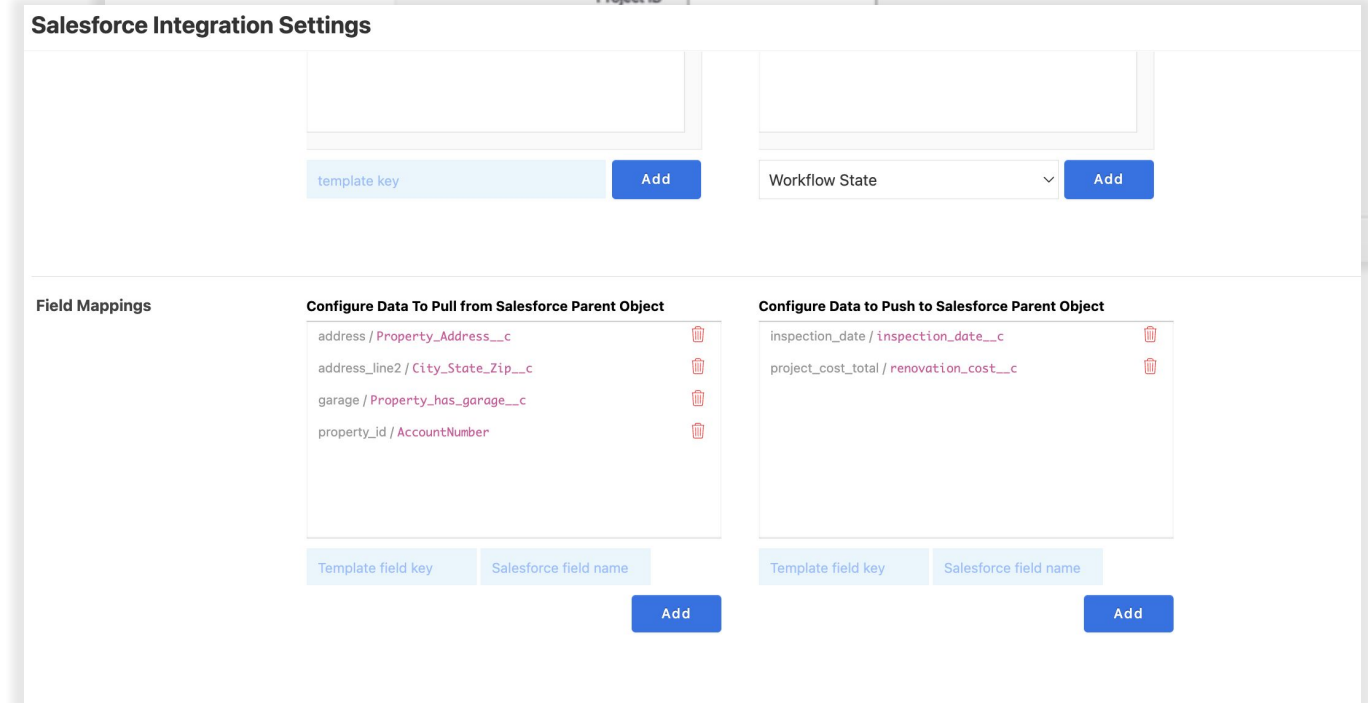 Project ID
Salesforce Integration Settings
template key
Add
Workflow State
Add
Field Mappings
Configure Data To Pull from Salesforce Parent Object
address / Property_Address__c
address_line2 / City_State_Zip__c
garage / Property_has_garage__c
property_id / AccountNumber
Template field key
Salesforce field name
Add
Configure Data to Push to Salesforce Parent Object
inspection_date / inspection_date__c
project_cost_total / renovation_cost__c
Template field key
Salesforce field name
Add